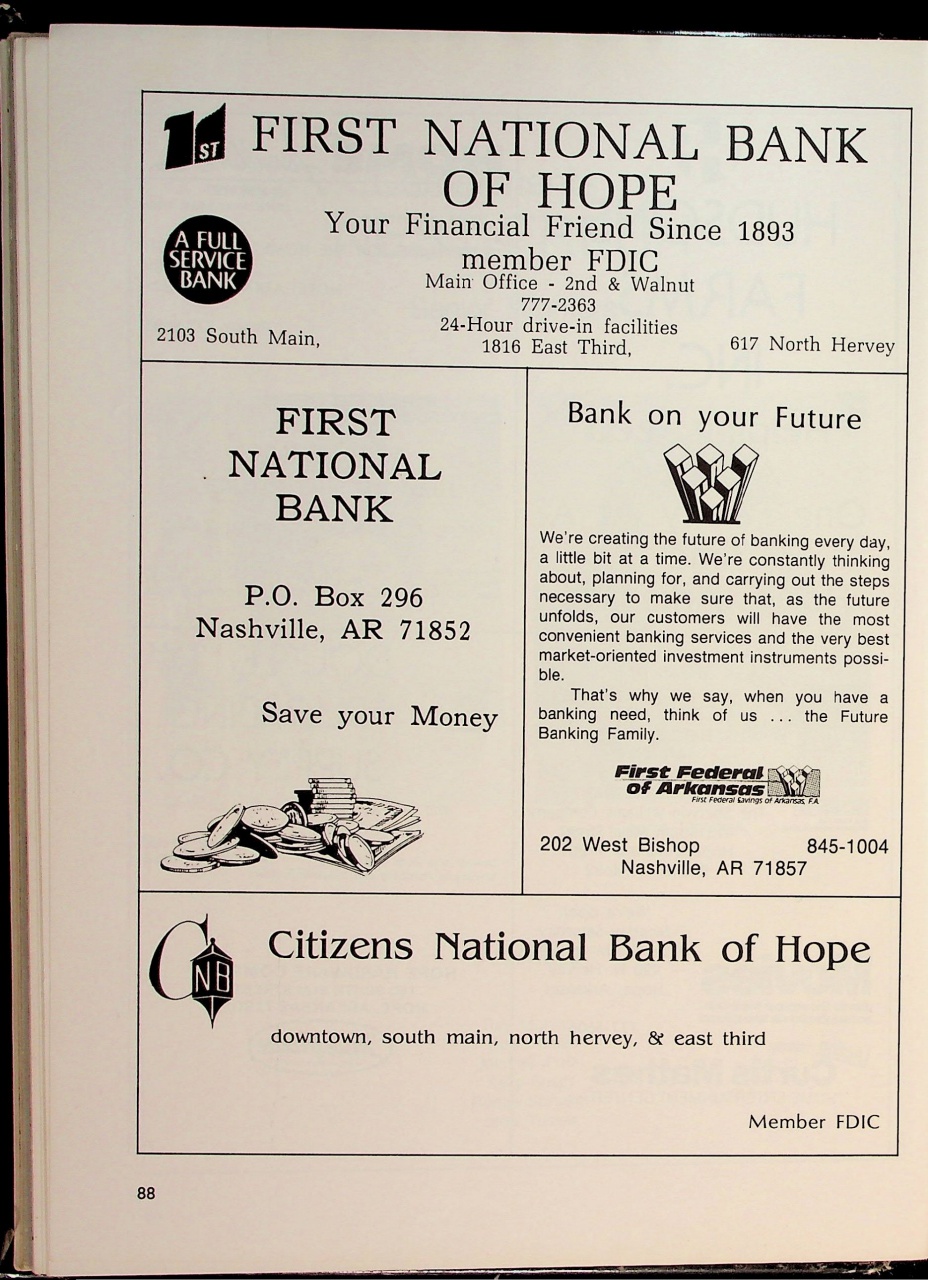 1ST
FIRST NATIONAL BANK
OF HOPE
Your Financial Friend Since 1893
member FDIC
A FULL
SERVICE
BANK
Main Office - 2nd & Walnut
777-2363
24-Hour drive-in facilities
2103 South Main,
1816 East Third,
617 North Hervey
FIRST
NATIONAL
BANK
P.O. Box 296
Nashville, AR 71852
Save your Money
Bank on your Future
We're creating the future of banking every day,
a little bit at a time. We're constantly thinking
about, planning for, and carrying out the steps
necessary to make sure that, as the future
unfolds, our customers will have the most
convenient banking services and the very best
market-oriented investment instruments possi-
ble.
That's why we say, when you have a
banking need, think of us ... the Future
Banking Family.
First Federal
of Arkansas
First Federal Savings of Arkansas, F.A.
202 West Bishop 845-1004
Nashville, AR 71857
CNB
Citizens National Bank of Hope
downtown, south main, north hervey, & east third
Member FDIC
88